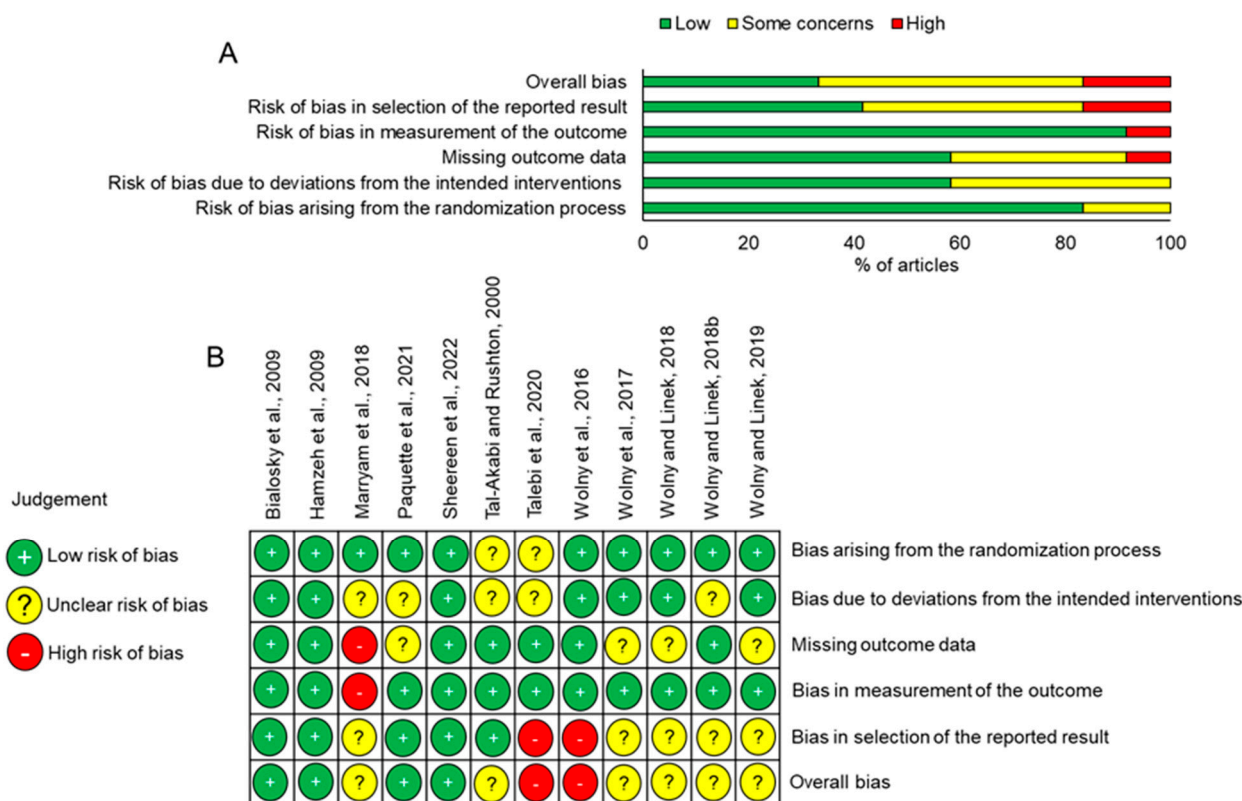 Low Some concerns High
A
Overall bias
Risk of bias in selection of the reported result
Risk of bias in measurement of the outcome
Missing outcome data
Risk of bias due to deviations from the intended interventions
Risk of bias arising from the randomization process
0 20 40 60 80 100
% of articles
B
Bialosky et al., 2009
Hamzeh et al., 2009
Marryam et al., 2018
Paquette et al., 2021
Sheereen et al., 2022
Tal-Akabi and Rushton, 2000
Talebi et al., 2020
Wolny et al., 2016
Wolny et al., 2017
Wolny and Linek, 2018
Wolny and Linek, 2018b
Wolny and Linek, 2019
Judgement
+ Low risk of bias
? Unclear risk of bias
- High risk of bias
+ + + + + ? ? + + + + + Bias arising from the randomization process
+ + ? ? + ? ? + + + ? + Bias due to deviations from the intended interventions
+ + - ? + + + + ? ? + ? Missing outcome data
+ + - + + + + + + + + + Bias in measurement of the outcome
+ + ? + + + - - ? ? ? ? Bias in selection of the reported result
+ + ? + + ? - - ? ? ? ? Overall bias